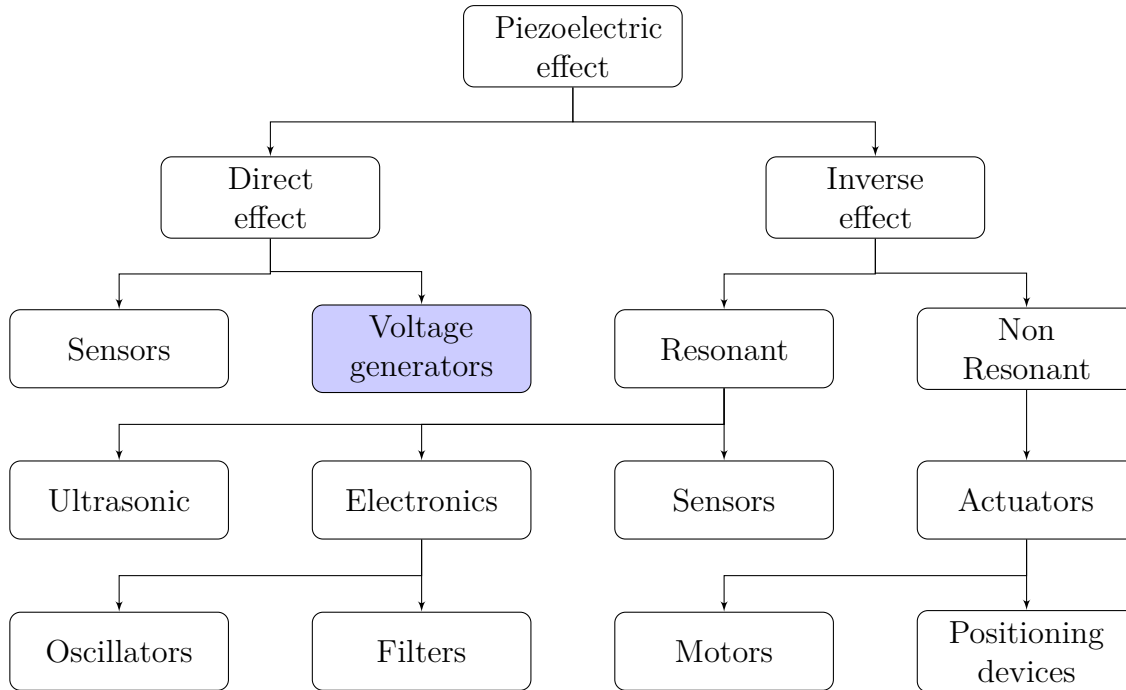 Piezoelectric
effect
Direct
effect
Inverse
effect
Sensors
Voltage
generators
Resonant
Non
Resonant
Ultrasonic
Electronics
Sensors
Actuators
Oscillators
Filters
Motors
Positioning
devices